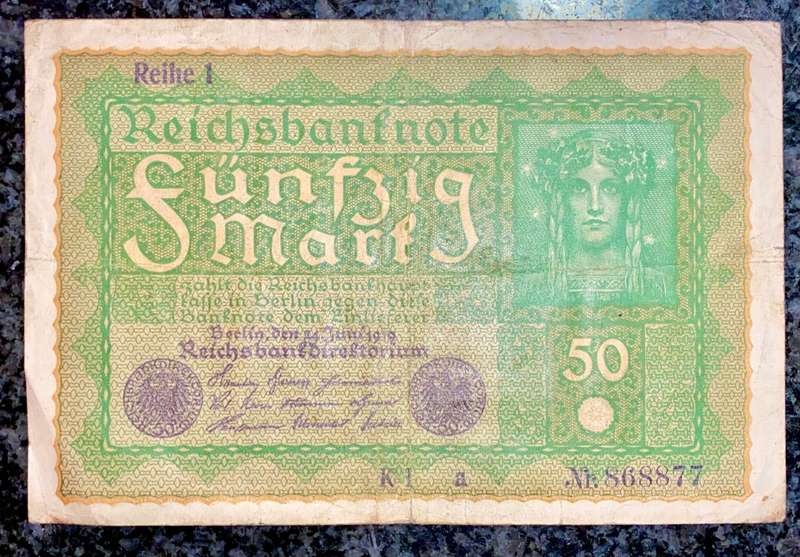 Reihe 1
Reichsbanknote
Fünfzig
Mark
zahlt die Reichsbankhaupt
kasse in Berlin gegen diese
Banknote dem Einlieferer
Berlin, den 24. Juni 1919
Reichsbankdirektorium
50
K 1 a Nr. 868877